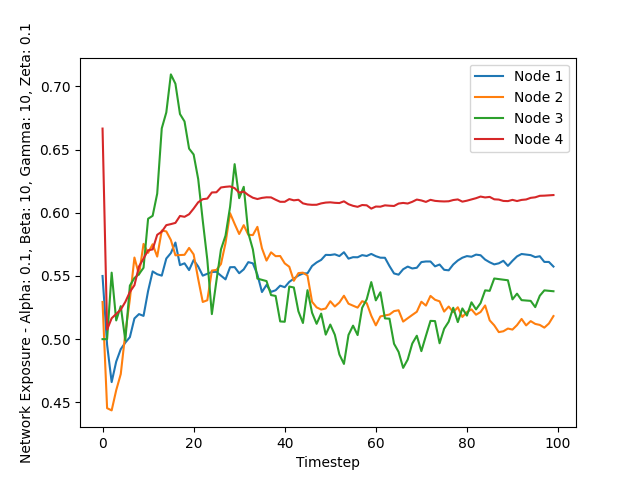 Network Exposure - Alpha: 0.1, Beta: 10, Gamma: 10, Zeta: 0.1
0.70
0.65
0.60
0.55
0.50
0.45
Node 1
Node 2
Node 3
Node 4
0 20 40 60 80 100
Timestep